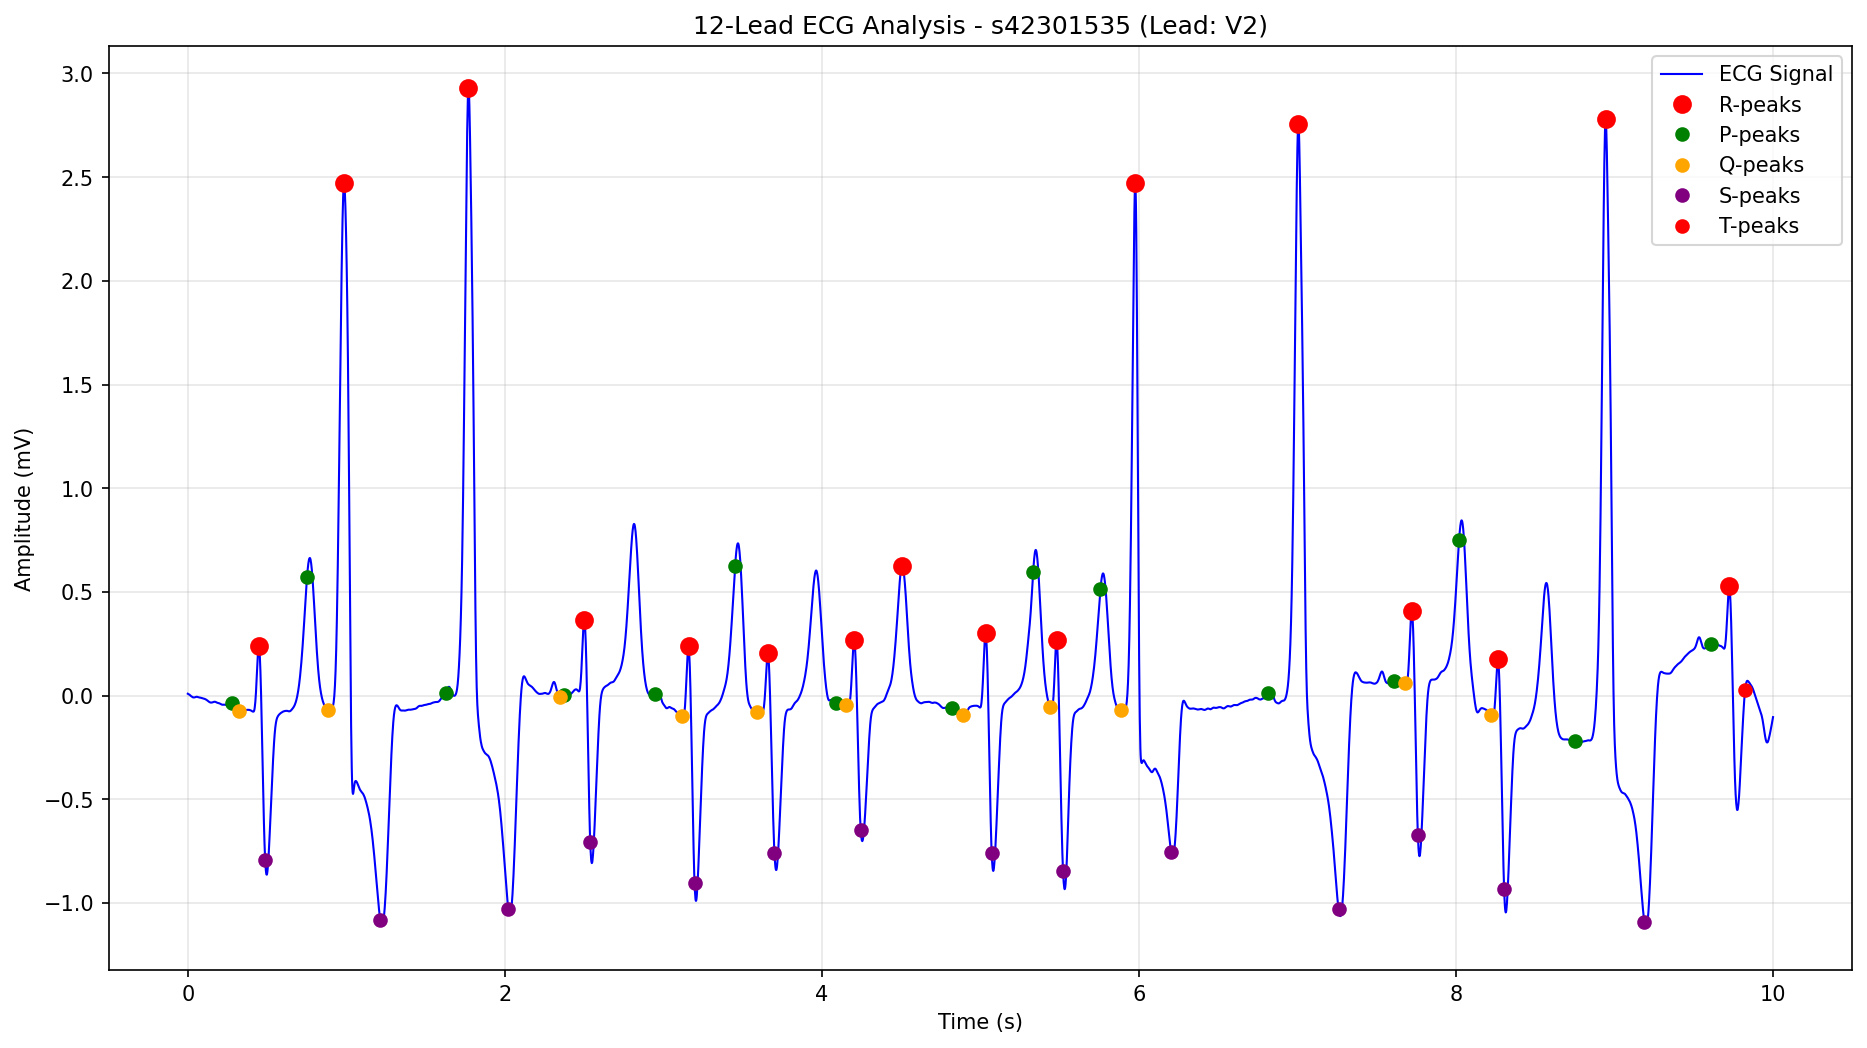 12-Lead ECG Analysis - s42301535 (Lead: V2)
ECG Signal
R-peaks
P-peaks
Q-peaks
S-peaks
T-peaks
Amplitude (mV)
3.0
2.5
2.0
1.5
1.0
0.5
0.0
−0.5
−1.0
0 2 4 6 8 10
Time (s)